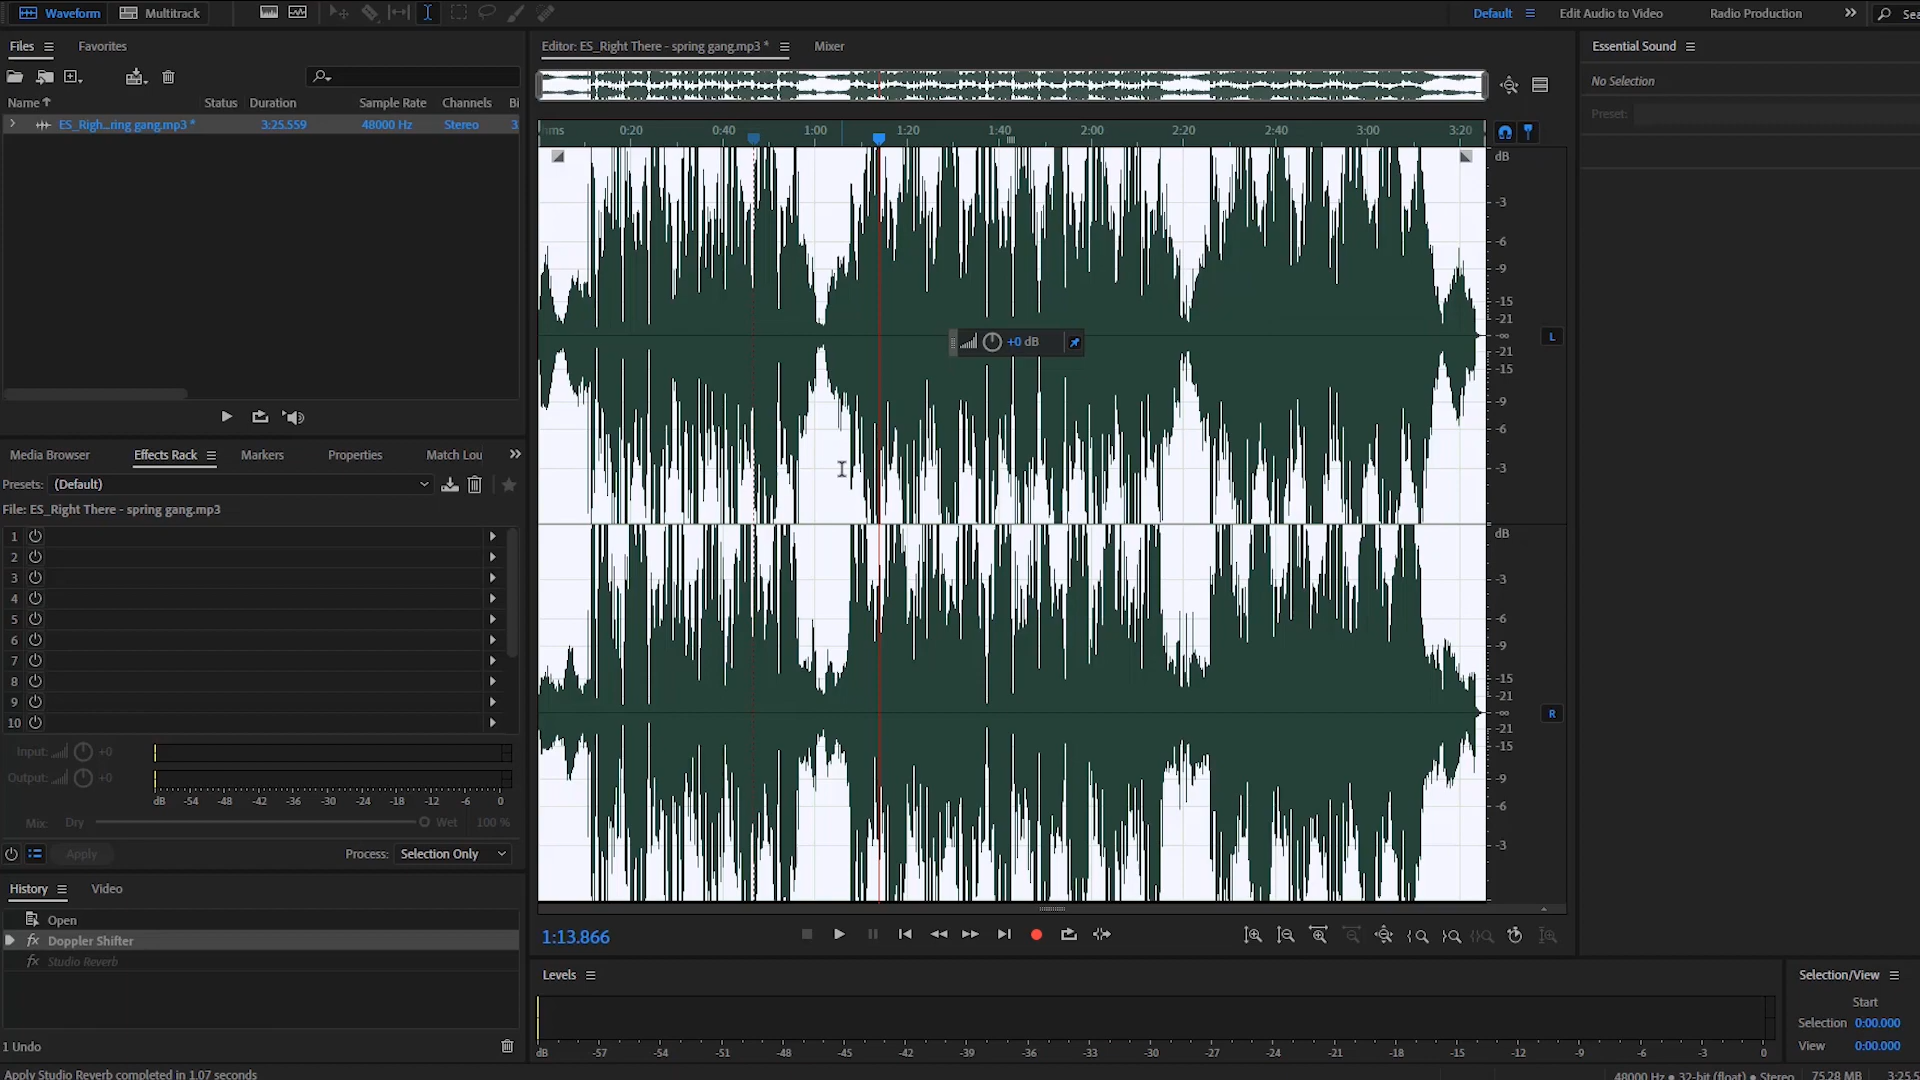 Waveform Multitrack Default Edit Audio to Video Radio Production Sea
Files Favorites
Name Status Duration Sample Rate Channels Bi
ES_Righ...ring gang.mp3 * 3:25.559 48000 Hz Stereo 3
Media Browser Effects Rack Markers Properties Match Lou
Presets: (Default)
File: ES_Right There - spring gang.mp3
1
2
3
4
5
6
7
8
9
10
Input: +0
Output: +0
dB -54 -48 -42 -36 -30 -24 -18 -12 -6 0
Mix: Dry Wet 100 %
Apply Process: Selection Only
History Video
Open
fx Doppler Shifter
fx Studio Reverb
1 Undo
Apply Studio Reverb completed in 1.07 seconds
Editor: ES_Right There - spring gang.mp3 * Mixer
hms 0:20 0:40 1:00 1:20 1:40 2:00 2:20 2:40 3:00 3:20
dB
-3
-6
-9
-15
-21
-∞
-21
-15
-9
-6
-3
L
+0 dB
dB
-3
-6
-9
-15
-21
-∞
-21
-15
-9
-6
-3
R
1:13.866
Levels
dB -57 -54 -51 -48 -45 -42 -39 -36 -33 -30 -27 -24 -21 -18 -15 -12 -9 -6 -3 0
Essential Sound
No Selection
Preset:
Selection/View
Start
Selection 0:00.000
View 0:00.000
48000 Hz • 32-bit (float) • Stereo 75.28 MB 3:25.5